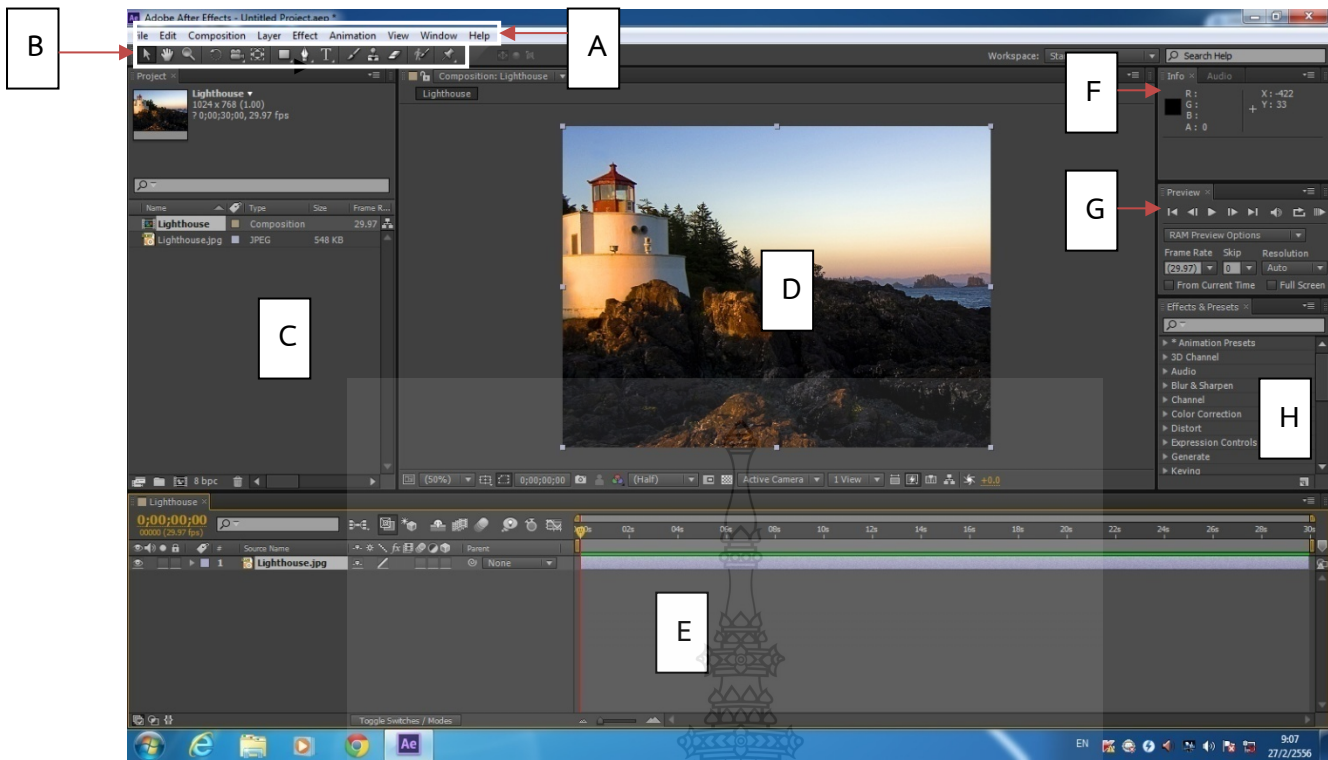 Adobe After Effects - Untitled Project.aep *
File Edit Composition Layer Effect Animation View Window Help
A
B
Workspace: Search Help
Project
Composition: Lighthouse
Info Audio
Lighthouse
1024 x 768 (1.00)
? 0;00;30;00, 29.97 fps
Lighthouse
F
R :
G :
B :
A : 0
X : -422
Y : 33
G
Preview
RAM Preview Options
Frame Rate Skip Resolution
(29.97) 0 Auto
From Current Time Full Screen
Name Type Size Frame R...
Lighthouse Composition 29.97
Lighthouse.jpg JPEG 548 KB
C
D
Effects & Presets
* Animation Presets
3D Channel
Audio
Blur & Sharpen
Channel
Color Correction
Distort
Expression Controls
Generate
Keying
H
8 bpc
(50%) 0;00;00;00 (Half) Active Camera 1 View +0.0
Lighthouse
0;00;00;00
00000 (29.97 fps)
02s 04s 06s 08s 10s 12s 14s 16s 18s 20s 22s 24s 26s 28s 30s
# Source Name fx Parent
1 Lighthouse.jpg None
E
Toggle Switches / Modes
Ae
EN
9:07
27/2/2556